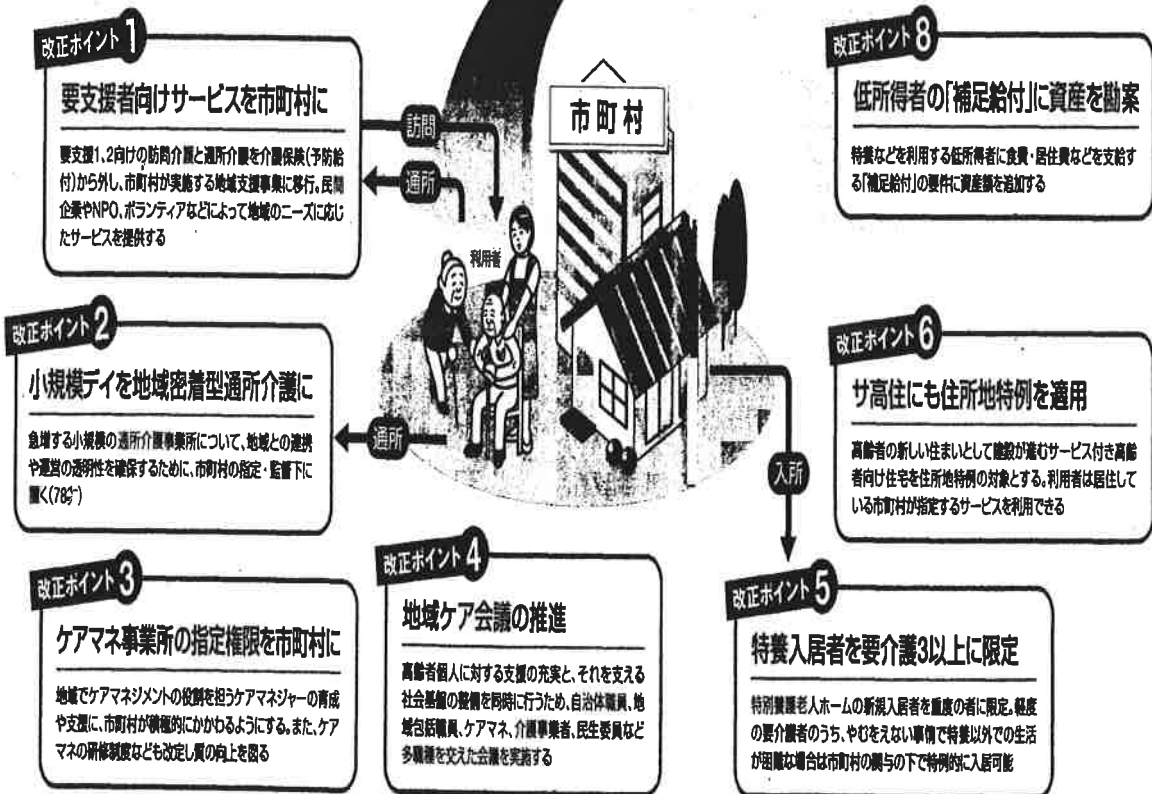 改正ポイント1
要支援者向けサービスを市町村に
要支援1、2向けの訪問介護と通所介護を介護保険(予防給
付)から外し、市町村が実施する地域支援事業に移行。民間
企業やNPO、ボランティアなどによって地域のニーズに応じ
たサービスを提供する
訪問
通所
利用者
市町村
改正ポイント8
低所得者の「補足給付」に資産を勘案
特養などを利用する低所得者に食費・居住費などを支給す
る「補足給付」の要件に資産額を追加する
改正ポイント2
小規模デイを地域密着型通所介護に
急増する小規模の通所介護事業所について、地域との連携
や運営の透明性を確保するために、市町村の指定・監督下に
置く
通所
改正ポイント6
サ高住にも住所地特例を適用
高齢者の新しい住まいとして建設が進むサービス付き高齢
者向け住宅を住所地特例の対象とする。利用者は居住して
いる市町村が指定するサービスを利用できる
入所
改正ポイント3
ケアマネ事業所の指定権限を市町村に
地域でケアマネジメントの役割を担うケアマネジャーの育成
や支援に、市町村が積極的にかかわるようにする。また、ケア
マネの研修制度なども改定し質の向上を図る
改正ポイント4
地域ケア会議の推進
高齢者個人に対する支援の充実と、それを支える
社会基盤の整備を同時に行うため、自治体職員、地
域包括職員、ケアマネ、介護事業者、民生委員など
多職種を交えた会議を実施する
改正ポイント5
特養入居者を要介護3以上に限定
特別養護老人ホームの新規入居者を重度の者に限定。軽度
の要介護者のうち、やむをえない事情で特養以外での生活
が困難な場合は市町村の関与の下で特例的に入居可能